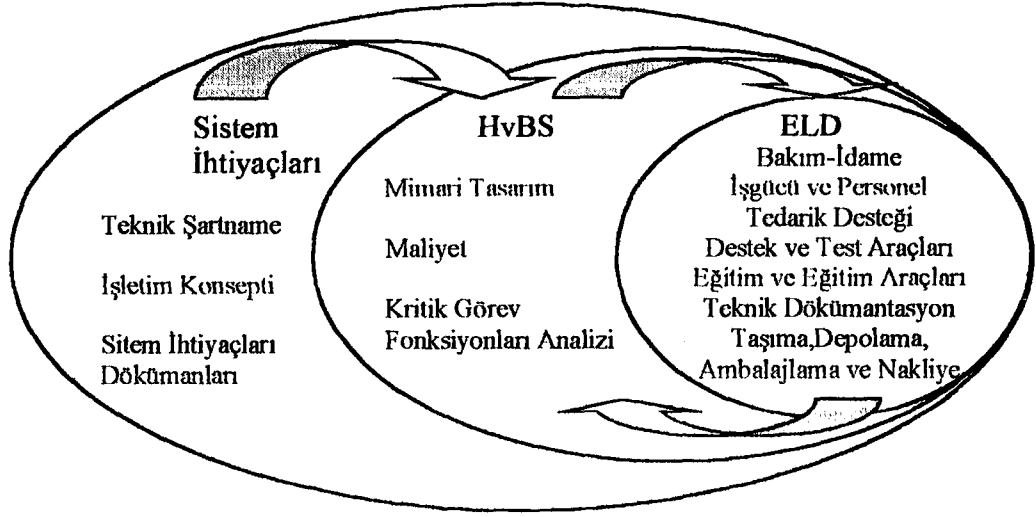 Sistem
İhtiyaçları
Teknik Şartname
İşletim Konsepti
Sitem İhtiyaçları
Dökümanları
HvBS
Mimari Tasarım
Maliyet
Kritik Görev
Fonksiyonları Analizi
ELD
Bakım-İdame
İşgücü ve Personel
Tedarik Desteği
Destek ve Test Araçları
Eğitim ve Eğitim Araçları
Teknik Dökümantasyon
Taşıma,Depolama,
Ambalajlama ve Nakliye